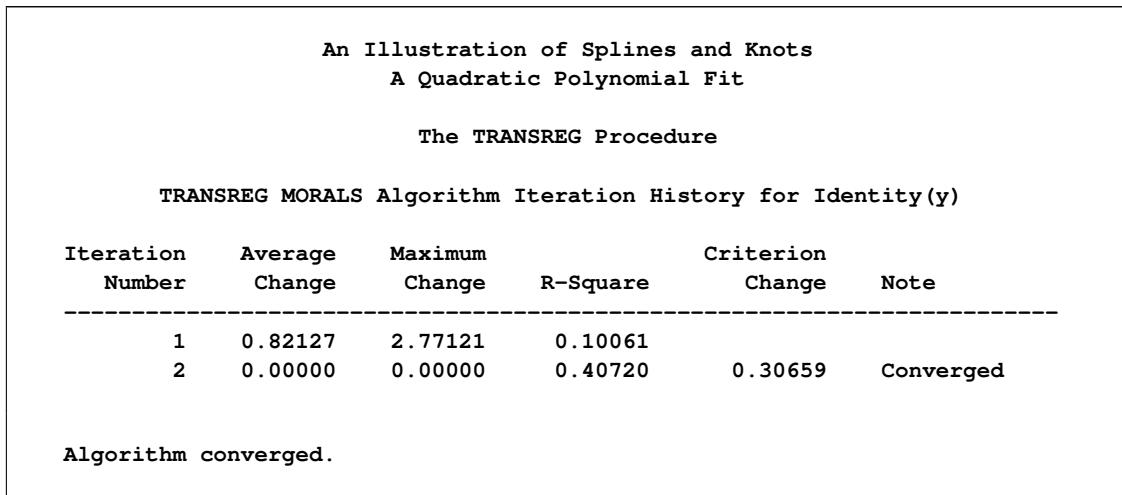 An Illustration of Splines and Knots
A Quadratic Polynomial Fit
The TRANSREG Procedure
TRANSREG MORALS Algorithm Iteration History for Identity(y)
Iteration Average Maximum Criterion
Number Change Change R-Square Change Note
1 0.82127 2.77121 0.10061
2 0.00000 0.00000 0.40720 0.30659 Converged
Algorithm converged.